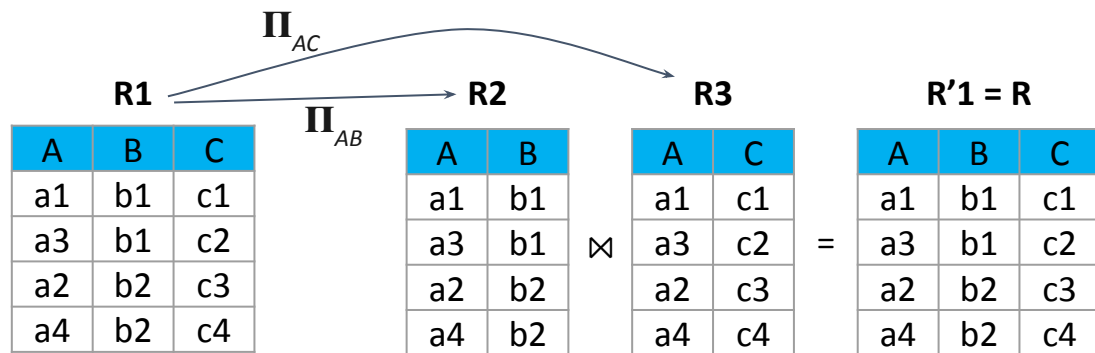 Π_AC
R1 R2 R3 R'1 = R
Π_AB
A B C A B A C A B C
a1 b1 c1 a1 b1 a1 c1 a1 b1 c1
a3 b1 c2 a3 b1 ⋈ a3 c2 = a3 b1 c2
a2 b2 c3 a2 b2 a2 c3 a2 b2 c3
a4 b2 c4 a4 b2 a4 c4 a4 b2 c4